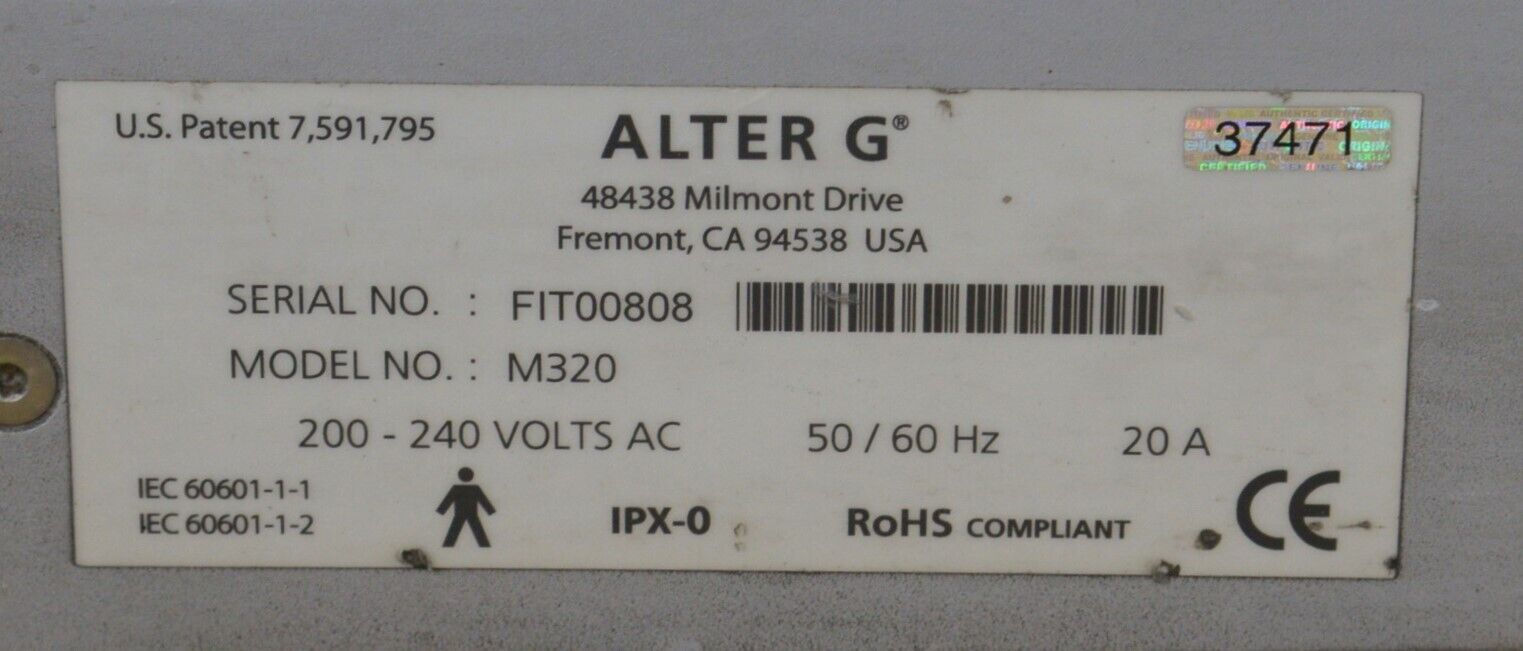 U.S. Patent 7,591,795
ALTER G®
37471
48438 Milmont Drive
Fremont, CA 94538 USA
SERIAL NO. : FIT00808
MODEL NO. : M320
200 - 240 VOLTS AC 50 / 60 Hz 20 A
IEC 60601-1-1
IEC 60601-1-2
IPX-0
RoHS COMPLIANT
CE